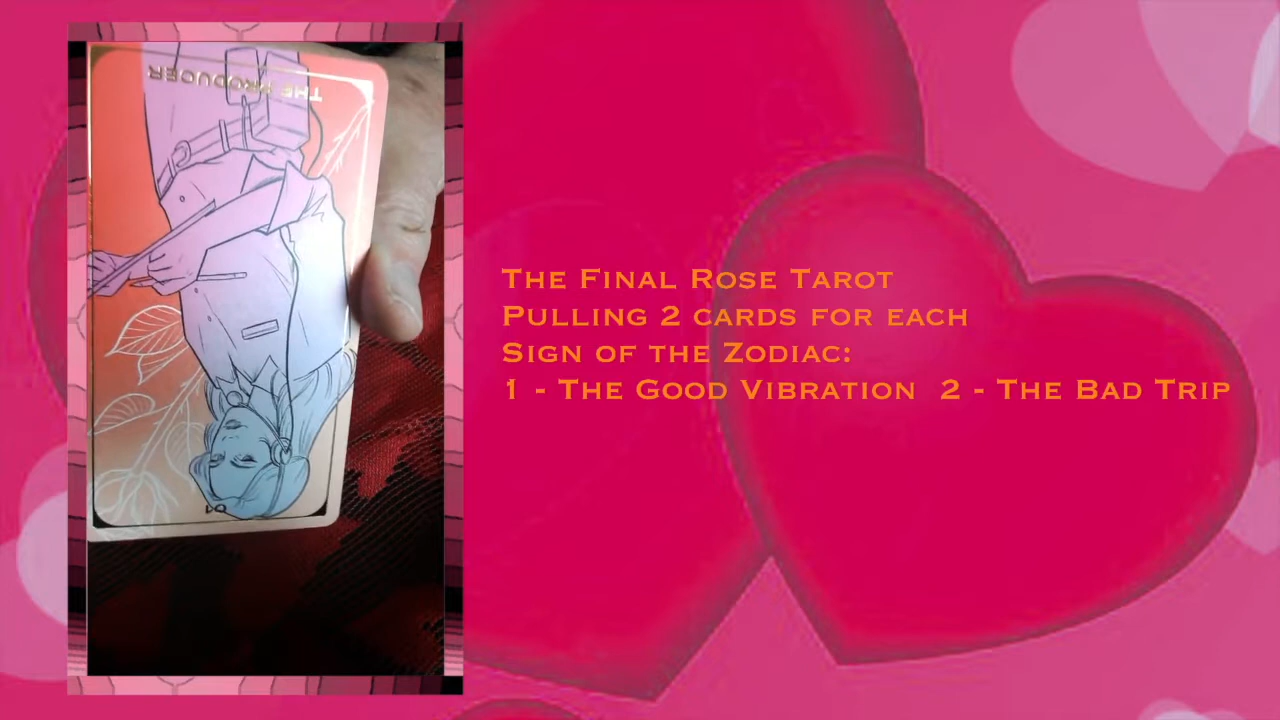 THE PRODUCER
The Final Rose Tarot
Pulling 2 cards for each
Sign of the Zodiac:
1 - The Good Vibration 2 - The Bad Trip